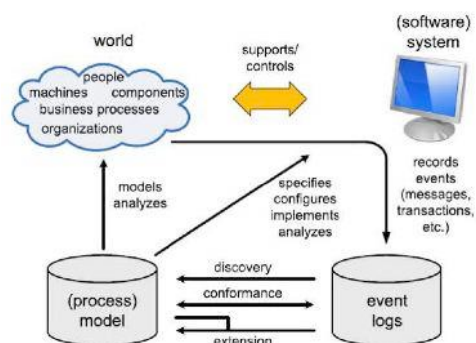 world
(software)
system
people
machines components
business processes
organizations
supports/
controls
models
analyzes
specifies
configures
implements
analyzes
records
events
(messages,
transactions,
etc.)
(process)
model
discovery
conformance
extension
event
logs